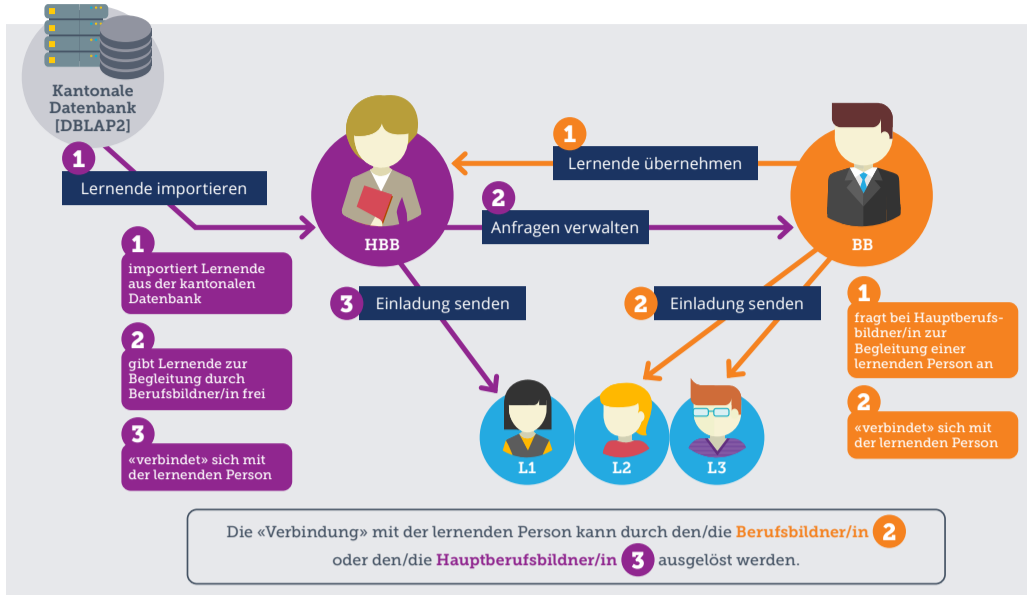 Kantonale
Datenbank
[DBLAP2]
1
Lernende importieren
1
Lernende übernehmen
2
Anfragen verwalten
HBB
BB
1
importiert Lernende
aus der kantonalen
Datenbank
2
gibt Lernende zur
Begleitung durch
Berufsbildner/in frei
3
«verbindet» sich mit
der lernenden Person
3 Einladung senden
2 Einladung senden
1
fragt bei Hauptberufs-
bildner/in zur
Begleitung einer
lernenden Person an
2
«verbindet» sich mit
der lernenden Person
L1
L2
L3
Die «Verbindung» mit der lernenden Person kann durch den/die Berufsbildner/in 2
oder den/die Hauptberufsbildner/in 3 ausgelöst werden.